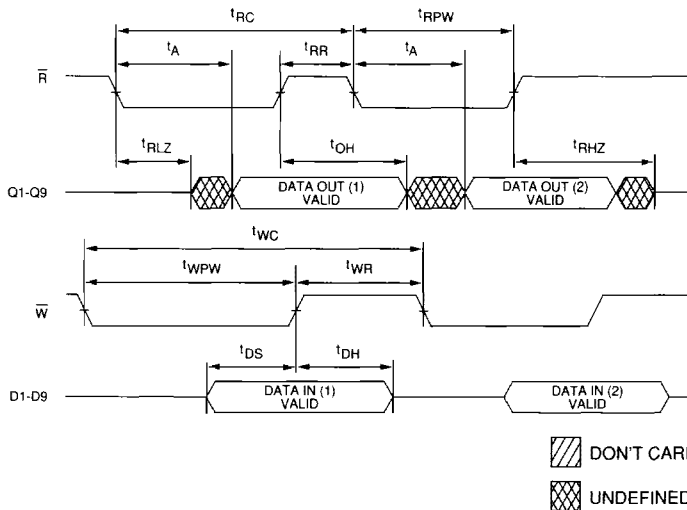 tRC
tRPW
tA
tRR
tA
R
tRLZ
tOH
tRHZ
Q1-Q9
DATA OUT (1)
VALID
DATA OUT (2)
VALID
tWC
tWPW
tWR
W
tDS
tDH
D1-D9
DATA IN (1)
VALID
DATA IN (2)
VALID
DON'T CARE
UNDEFINED